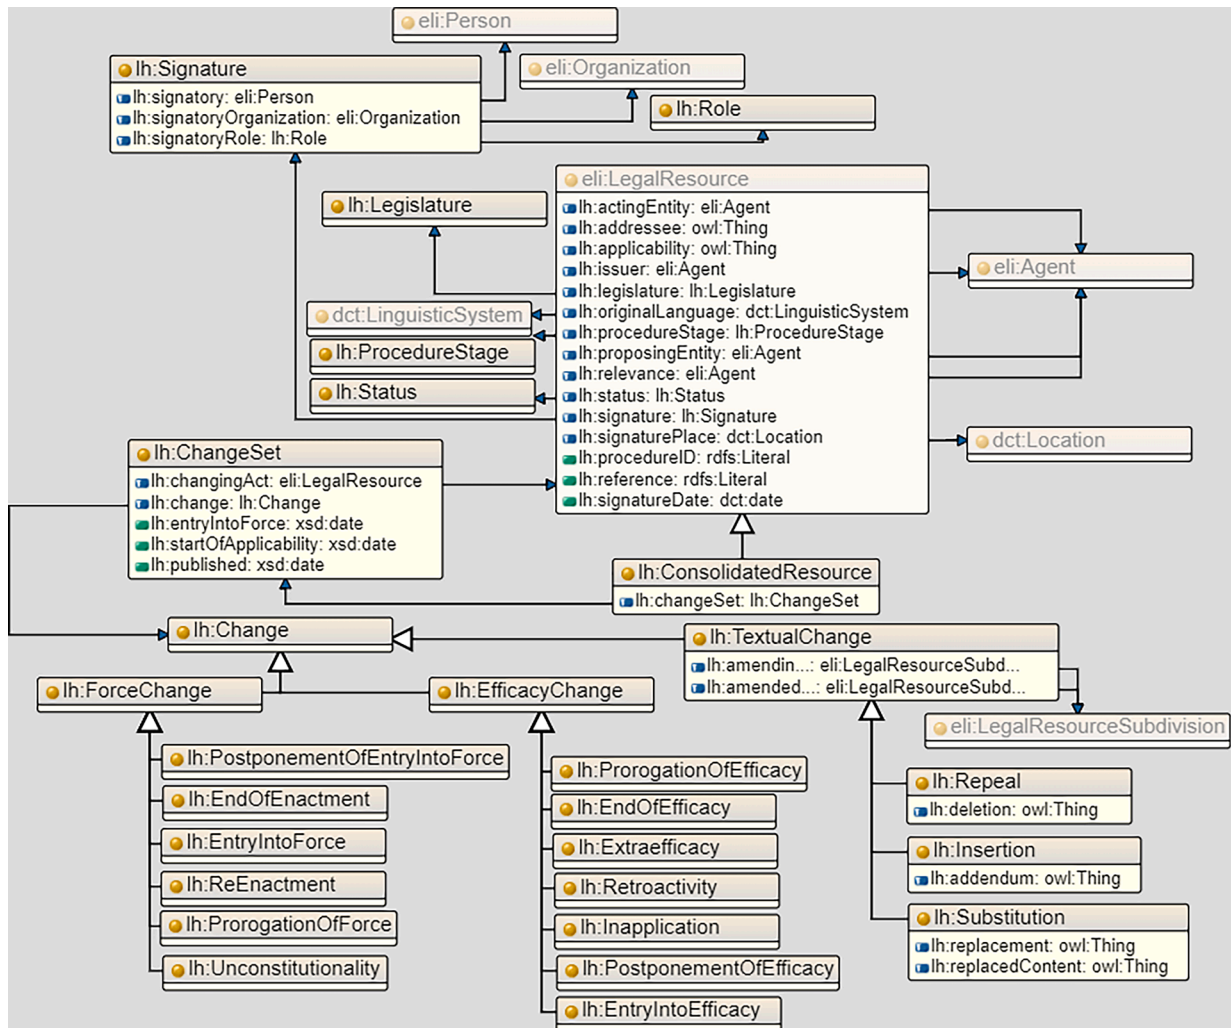 eli:Person
lh:Signature
lh:signatory: eli:Person
lh:signatoryOrganization: eli:Organization
lh:signatoryRole: lh:Role
eli:Organization
lh:Role
eli:LegalResource
lh:actingEntity: eli:Agent
lh:addressee: owl:Thing
lh:applicability: owl:Thing
lh:issuer: eli:Agent
lh:legislature: lh:Legislature
lh:originalLanguage: dct:LinguisticSystem
lh:procedureStage: lh:ProcedureStage
lh:proposingEntity: eli:Agent
lh:relevance: eli:Agent
lh:status: lh:Status
lh:signature: lh:Signature
lh:signaturePlace: dct:Location
lh:procedureID: rdfs:Literal
lh:reference: rdfs:Literal
lh:signatureDate: dct:date
lh:Legislature
eli:Agent
dct:LinguisticSystem
lh:ProcedureStage
lh:Status
dct:Location
lh:ChangeSet
lh:changingAct: eli:LegalResource
lh:change: lh:Change
lh:entryIntoForce: xsd:date
lh:startOfApplicability: xsd:date
lh:published: xsd:date
lh:ConsolidatedResource
lh:changeSet: lh:ChangeSet
lh:Change
lh:TextualChange
lh:amendin...: eli:LegalResourceSubd...
lh:amended...: eli:LegalResourceSubd...
eli:LegalResourceSubdivision
lh:ForceChange
lh:EfficacyChange
lh:PostponementOfEntryIntoForce
lh:EndOfEnactment
lh:EntryIntoForce
lh:ReEnactment
lh:ProrogationOfForce
lh:Unconstitutionality
lh:ProrogationOfEfficacy
lh:EndOfEfficacy
lh:Extraefficacy
lh:Retroactivity
lh:Inapplication
lh:PostponementOfEfficacy
lh:EntryIntoEfficacy
lh:Repeal
lh:deletion: owl:Thing
lh:Insertion
lh:addendum: owl:Thing
lh:Substitution
lh:replacement: owl:Thing
lh:replacedContent: owl:Thing